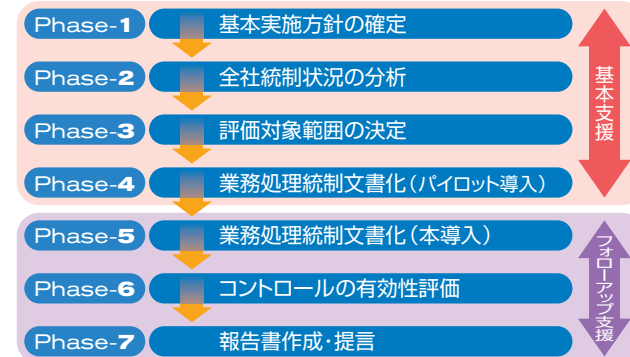 Phase-1 基本実施方針の確定
Phase-2 全社統制状況の分析
Phase-3 評価対象範囲の決定
Phase-4 業務処理統制文書化(パイロット導入)
基本支援
Phase-5 業務処理統制文書化(本導入)
Phase-6 コントロールの有効性評価
Phase-7 報告書作成・提言
フォローアップ支援